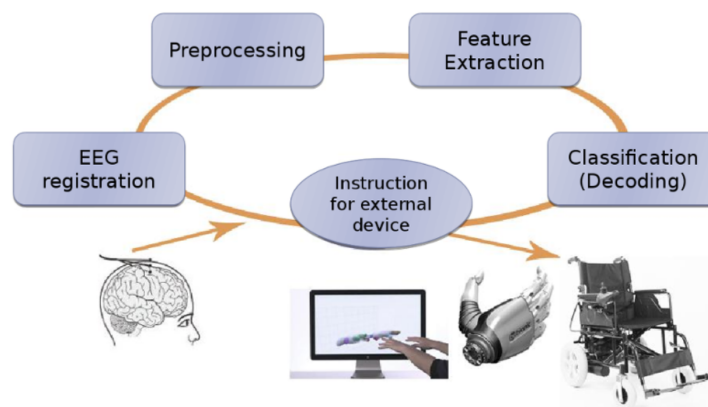 Preprocessing
Feature
Extraction
EEG
registration
Classification
(Decoding)
Instruction
for external
device